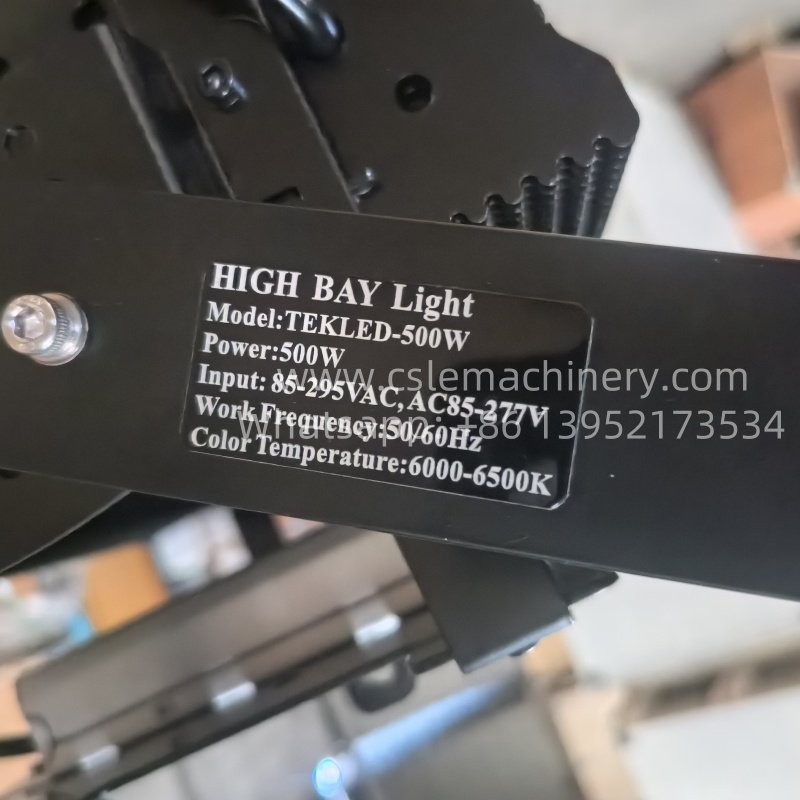 HIGH BAY Light
Model:TEKLED-500W
Power:500W
Input: 85-295VAC, AC85-277V
Work Frequency:50/60Hz
Color Temperature:6000-6500K
www.cslemachinery.com
Whatsapp: +86 13952173534